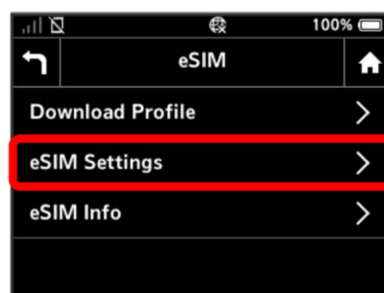 100%
eSIM
Download Profile
eSIM Settings
eSIM Info